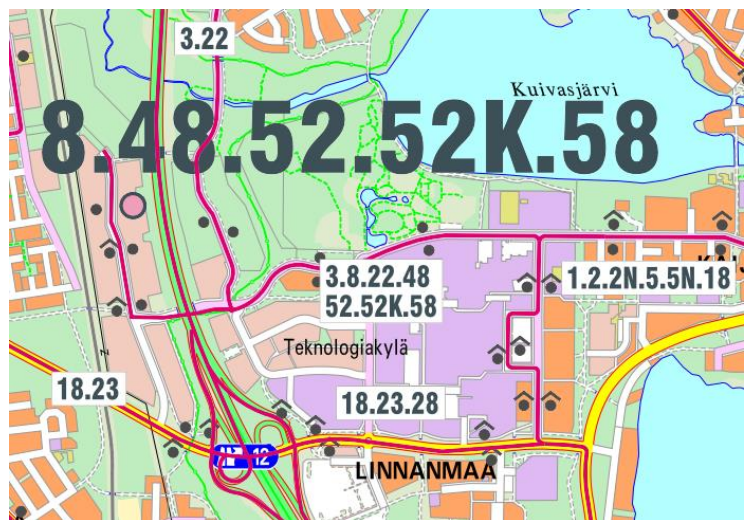 3.22
Kuivasjärvi
8.48.52.52K.58
3.8.22.48
52.52K.58
1.2.2N.5.5N.18
Teknologiakylä
18.23
18.23.28
12
LINNANMAA